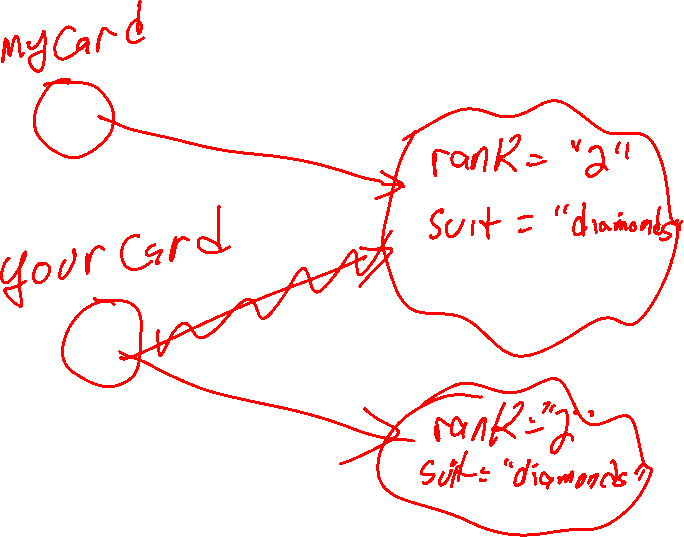 myCard
rank = "2"
suit = "diamonds"
yourCard
rank="2"
suit="diamonds"